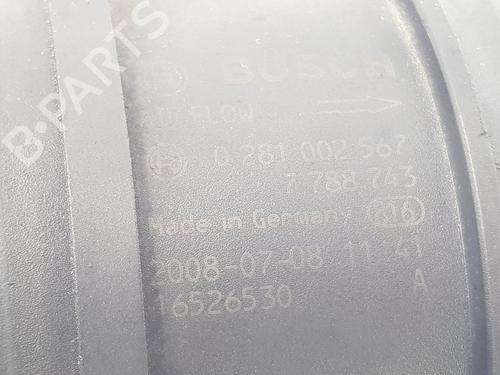 BOSCH
AIRFLOW
0 281 002 567
7 788 743
Made in Germany R16
2008-07-08 11:41
16526530 A
B-PARTS